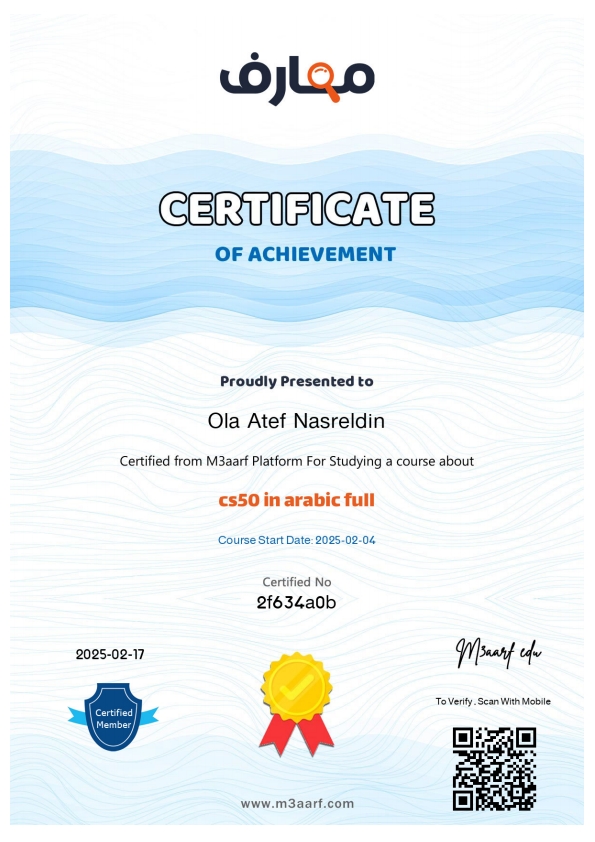 معارف
CERTIFICATE
OF ACHIEVEMENT
Proudly Presented to
Ola Atef Nasreldin
Certified from M3aarf Platform For Studying a course about
cs50 in arabic full
Course Start Date: 2025-02-04
Certified No
2f634a0b
2025-02-17
M3aarf edu
Certified
Member
To Verify . Scan With Mobile
www.m3aarf.com